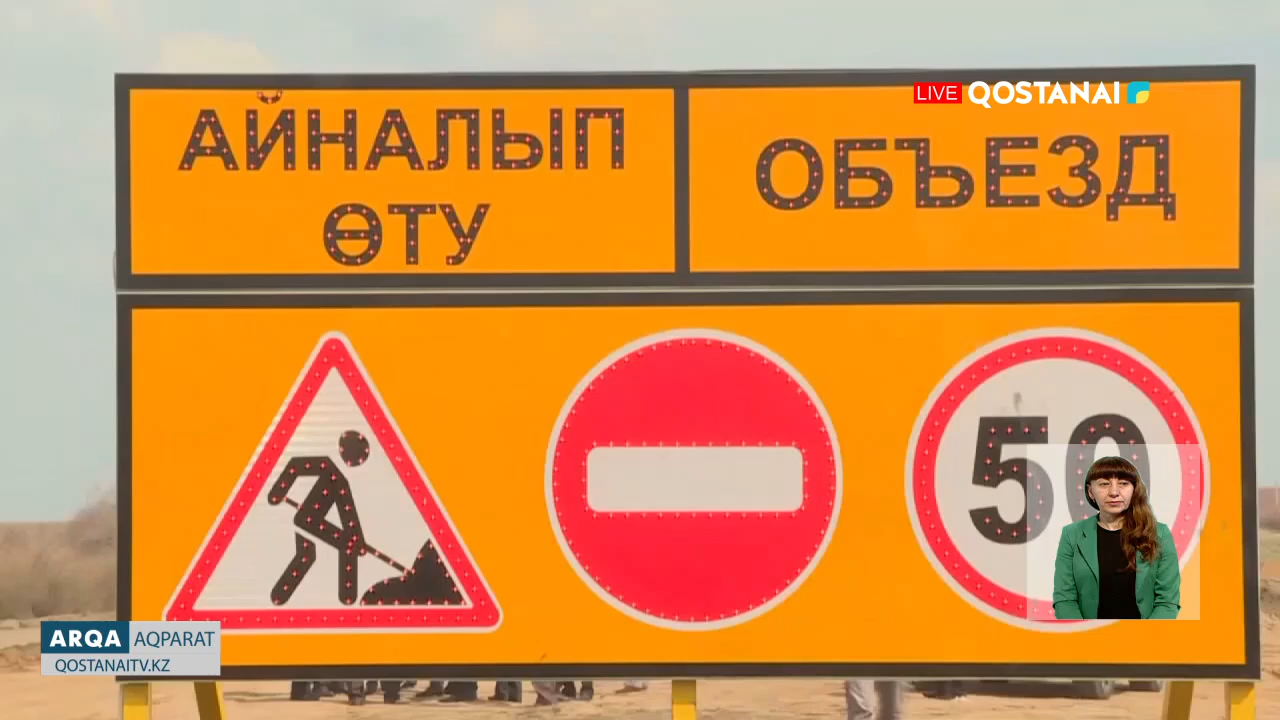 LIVE QOSTANAI
АЙНАЛЫП
ӨТУ
ОБЪЕЗД
50
ARQA AQPARAT
QOSTANAITV.KZ